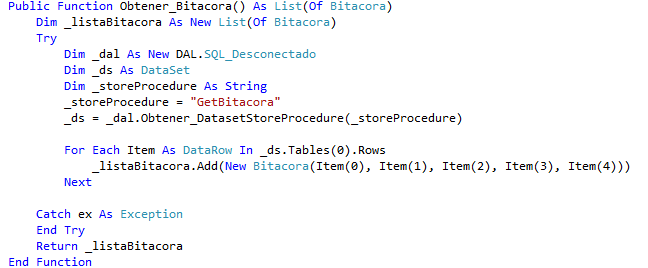 Public Function Obtener_Bitacora() As List(Of Bitacora)
Dim _listaBitacora As New List(Of Bitacora)
Try
Dim _dal As New DAL.SQL_Desconectado
Dim _ds As DataSet
Dim _storeProcedure As String
_storeProcedure = "GetBitacora"
_ds = _dal.Obtener_DatasetStoreProcedure(_storeProcedure)
For Each Item As DataRow In _ds.Tables(0).Rows
_listaBitacora.Add(New Bitacora(Item(0), Item(1), Item(2), Item(3), Item(4)))
Next
Catch ex As Exception
End Try
Return _listaBitacora
End Function